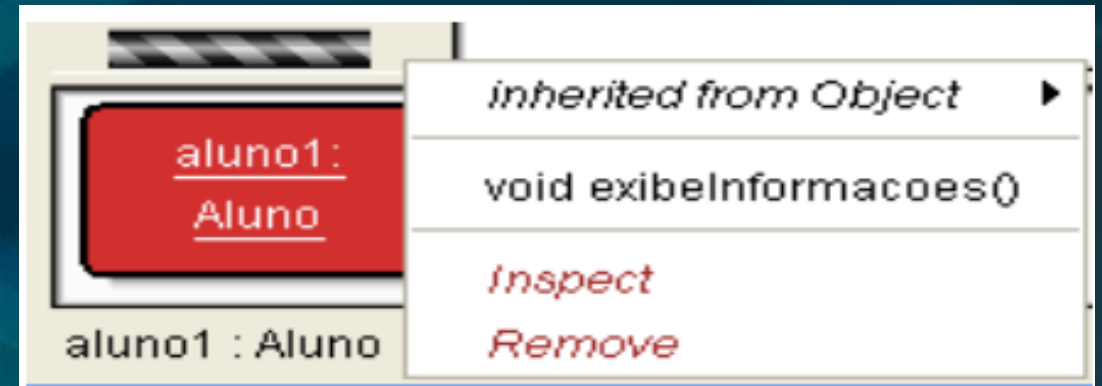 aluno1:
Aluno
aluno1 : Aluno
inherited from Object
void exibeInformacoes()
Inspect
Remove